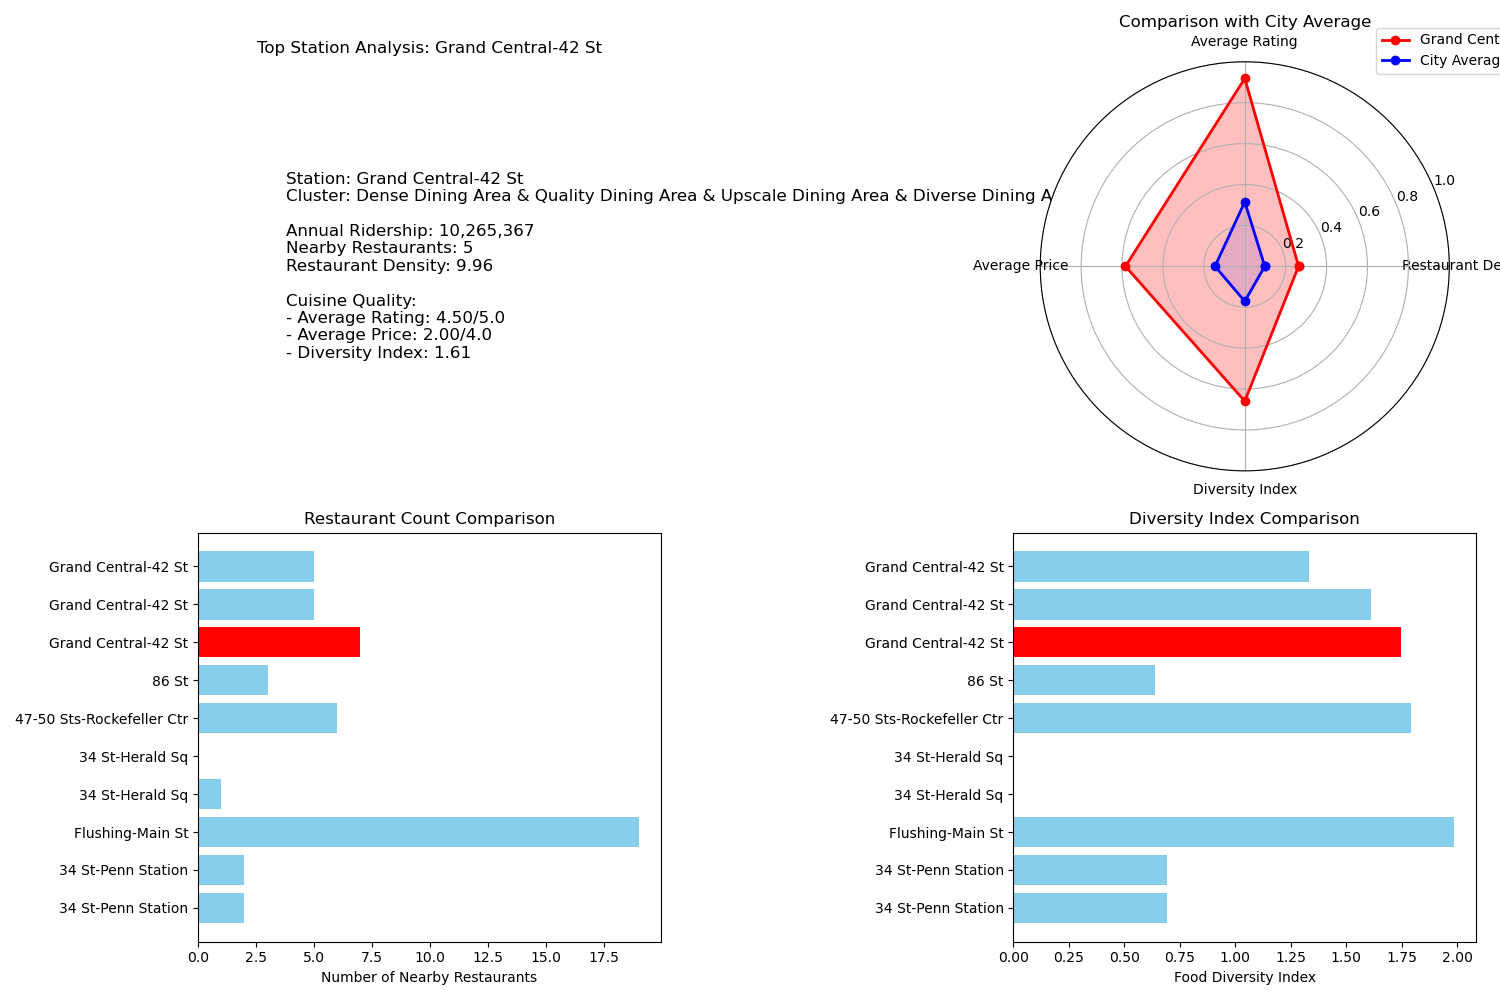 Top Station Analysis: Grand Central-42 St
Station: Grand Central-42 St
Cluster: Dense Dining Area & Quality Dining Area & Upscale Dining Area & Diverse Dining A
Annual Ridership: 10,265,367
Nearby Restaurants: 5
Restaurant Density: 9.96
Cuisine Quality:
- Average Rating: 4.50/5.0
- Average Price: 2.00/4.0
- Diversity Index: 1.61
Comparison with City Average
Average Rating
Grand Cent
City Averag
1.0
0.8
0.6
0.4
0.2
Average Price
Restaurant De
Diversity Index
Restaurant Count Comparison
Grand Central-42 St
Grand Central-42 St
Grand Central-42 St
86 St
47-50 Sts-Rockefeller Ctr
34 St-Herald Sq
34 St-Herald Sq
Flushing-Main St
34 St-Penn Station
34 St-Penn Station
0.0 2.5 5.0 7.5 10.0 12.5 15.0 17.5
Number of Nearby Restaurants
Diversity Index Comparison
Grand Central-42 St
Grand Central-42 St
Grand Central-42 St
86 St
47-50 Sts-Rockefeller Ctr
34 St-Herald Sq
34 St-Herald Sq
Flushing-Main St
34 St-Penn Station
34 St-Penn Station
0.00 0.25 0.50 0.75 1.00 1.25 1.50 1.75 2.00
Food Diversity Index